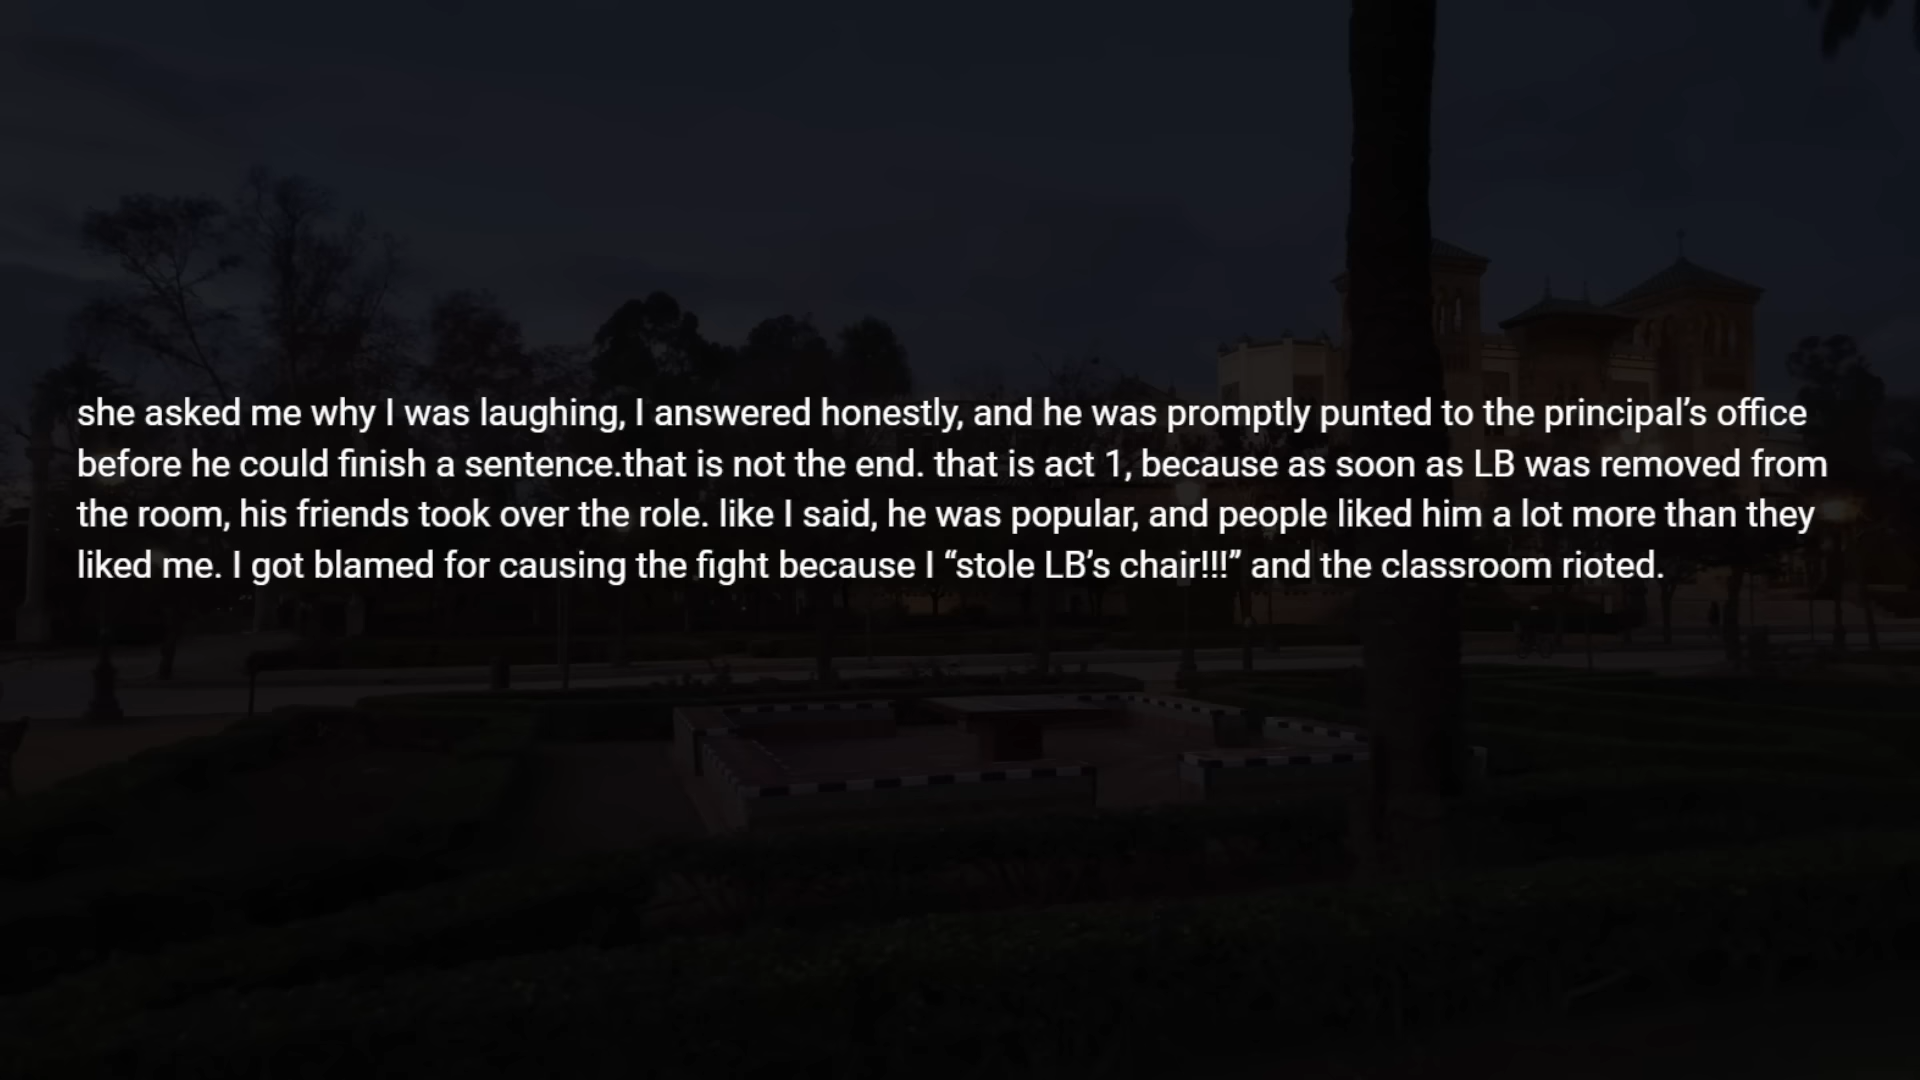 she asked me why I was laughing, I answered honestly, and he was promptly punted to the principal’s office
before he could finish a sentence.that is not the end. that is act 1, because as soon as LB was removed from
the room, his friends took over the role. like I said, he was popular, and people liked him a lot more than they
liked me. I got blamed for causing the fight because I “stole LB’s chair!!!” and the classroom rioted.